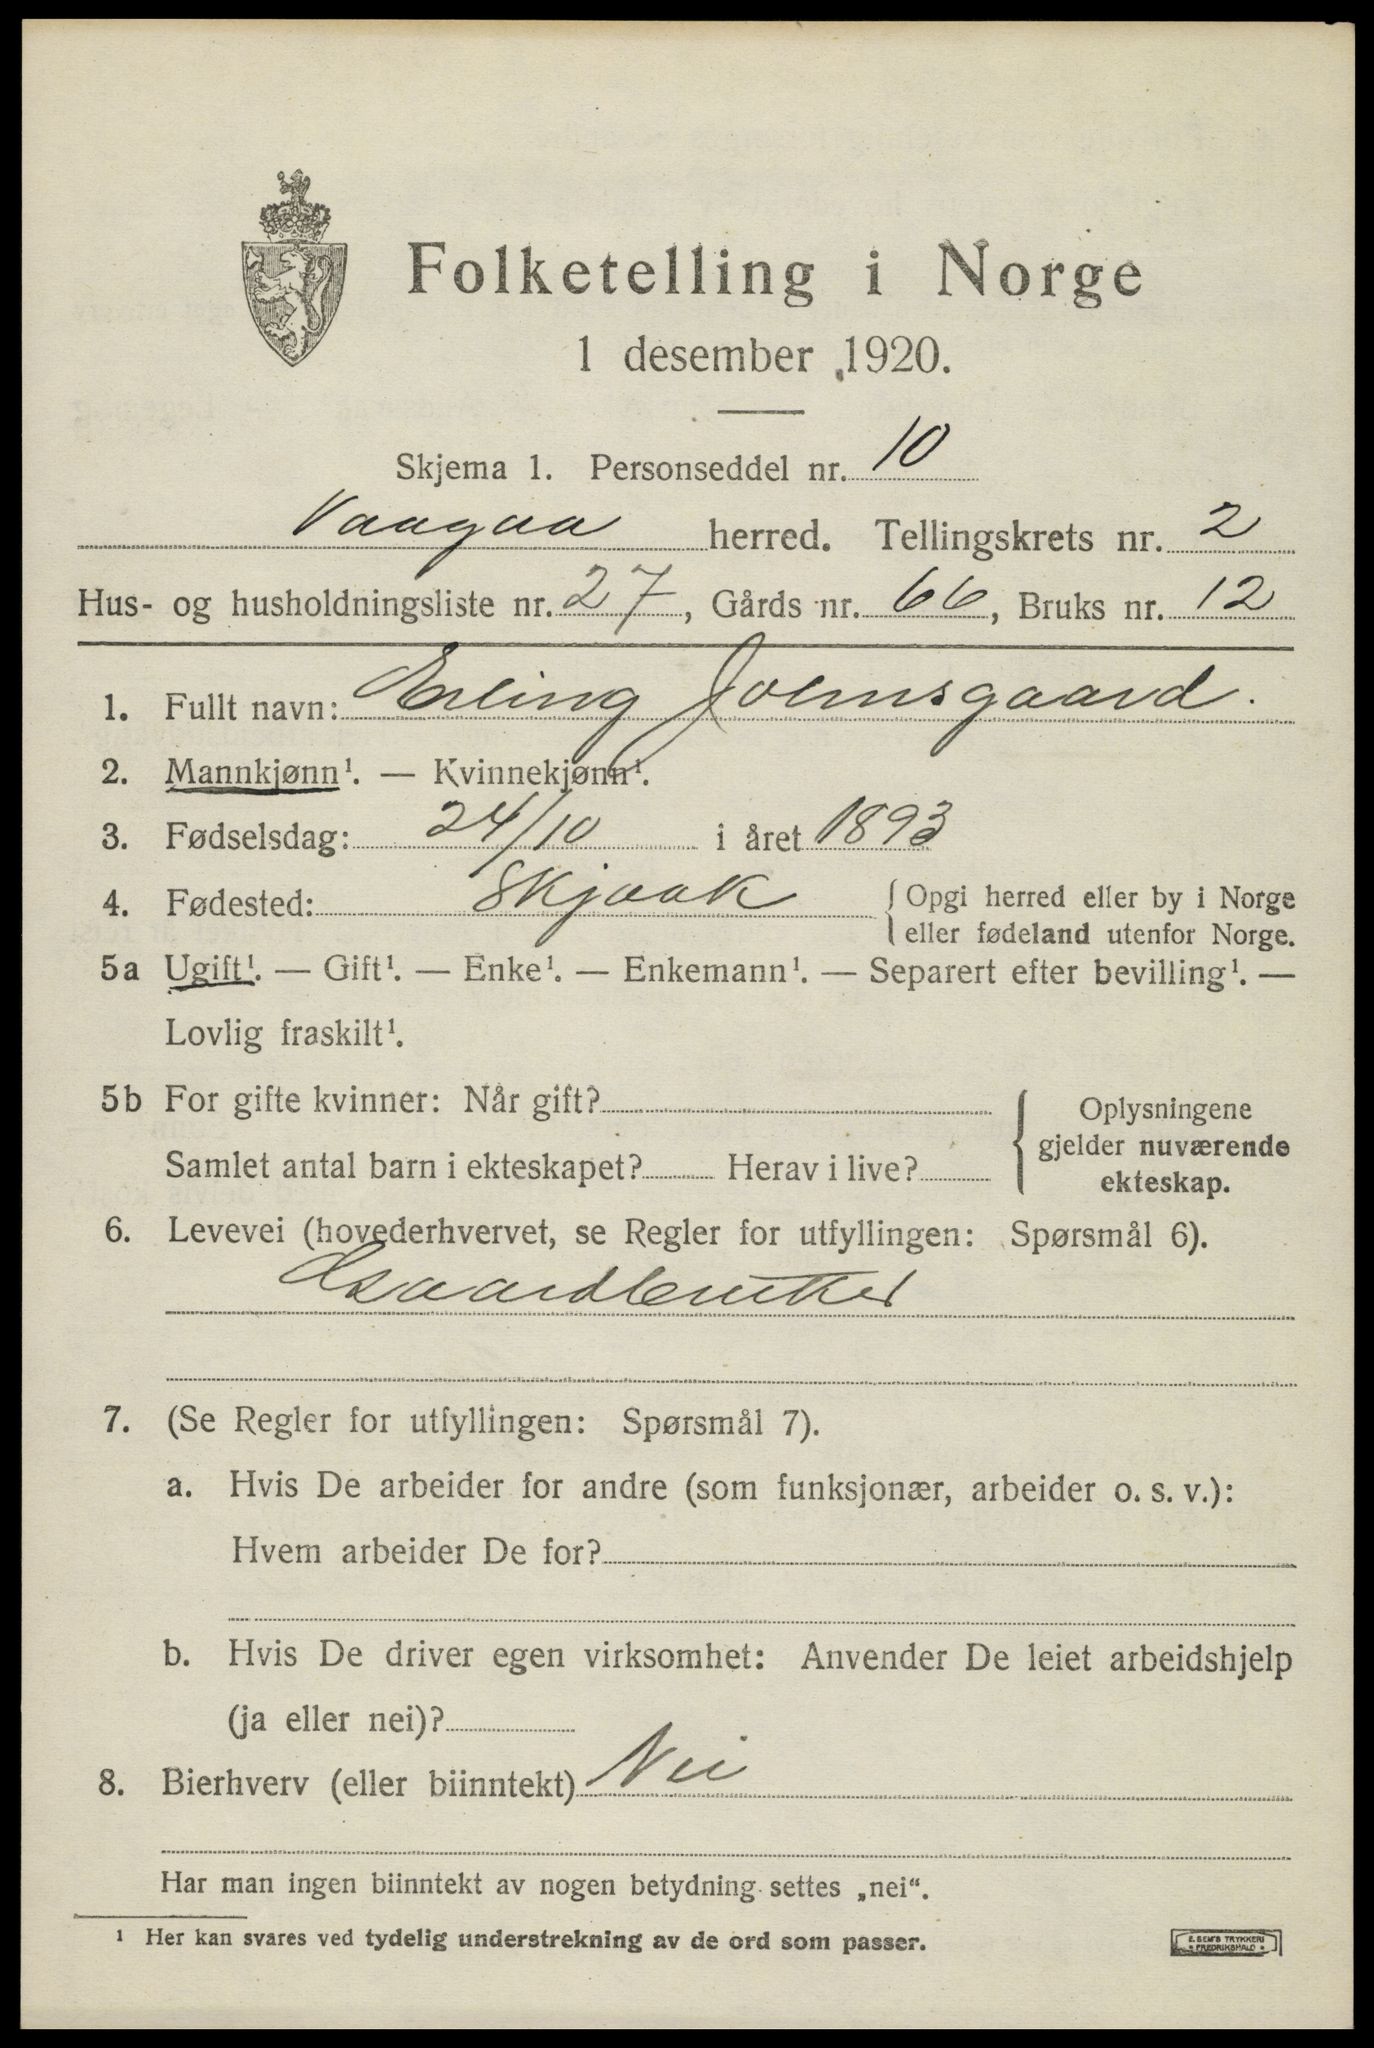 Folketelling i Norge
1 desember 1920.
Skjema 1. Personseddel nr. 10
Vaagaa herred. Tellingskrets nr. 2
Hus- og husholdningsliste nr. 27, Gårds nr. 66, Bruks nr. 12
1. Fullt navn: Erling
2. Mannkjønn¹. — Kvinnekjønn¹.
3. Fødselsdag: 24/10 i året 1893
4. Fødested: Skjaak {Opgi herred eller by i Norge
eller fødeland utenfor Norge.
5a Ugift¹. — Gift¹. — Enke¹. — Enkemann¹. — Separert efter bevilling¹. —
Lovlig fraskilt¹.
5b For gifte kvinner: Når gift?
Samlet antal barn i ekteskapet? Herav i live?
Oplysningene
gjelder nuværende
ekteskap.
6. Levevei (hovederhvervet, se Regler for utfyllingen: Spørsmål 6).
Gaardbruker
7. (Se Regler for utfyllingen: Spørsmål 7).
a. Hvis De arbeider for andre (som funksjonær, arbeider o. s. v.):
Hvem arbeider De for?
b. Hvis De driver egen virksomhet: Anvender De leiet arbeidshjelp
(ja eller nei)?
8. Bierhverv (eller biinntekt) Nei
Har man ingen biinntekt av nogen betydning settes „nei“.
¹ Her kan svares ved tydelig understrekning av de ord som passer.
E. SEM'S TRYKKERI
* FREDRIKSHALD *